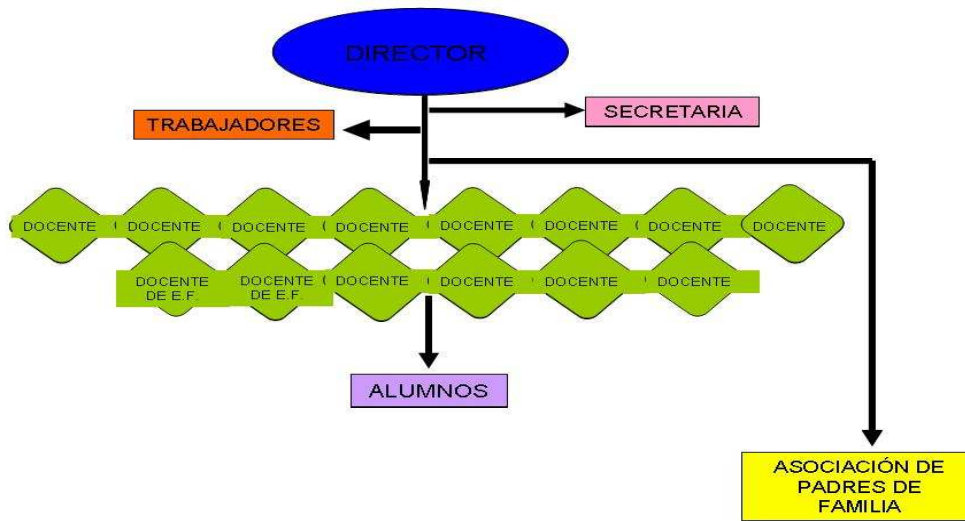 DIRECTOR
SECRETARIA
TRABAJADORES
DOCENTE
DOCENTE
DOCENTE
DOCENTE
DOCENTE
DOCENTE
DOCENTE
DOCENTE
DOCENTE
DE E.F.
DOCENTE
DE E.F.
DOCENTE
DOCENTE
DOCENTE
DOCENTE
ALUMNOS
ASOCIACIÓN DE
PADRES DE
FAMILIA